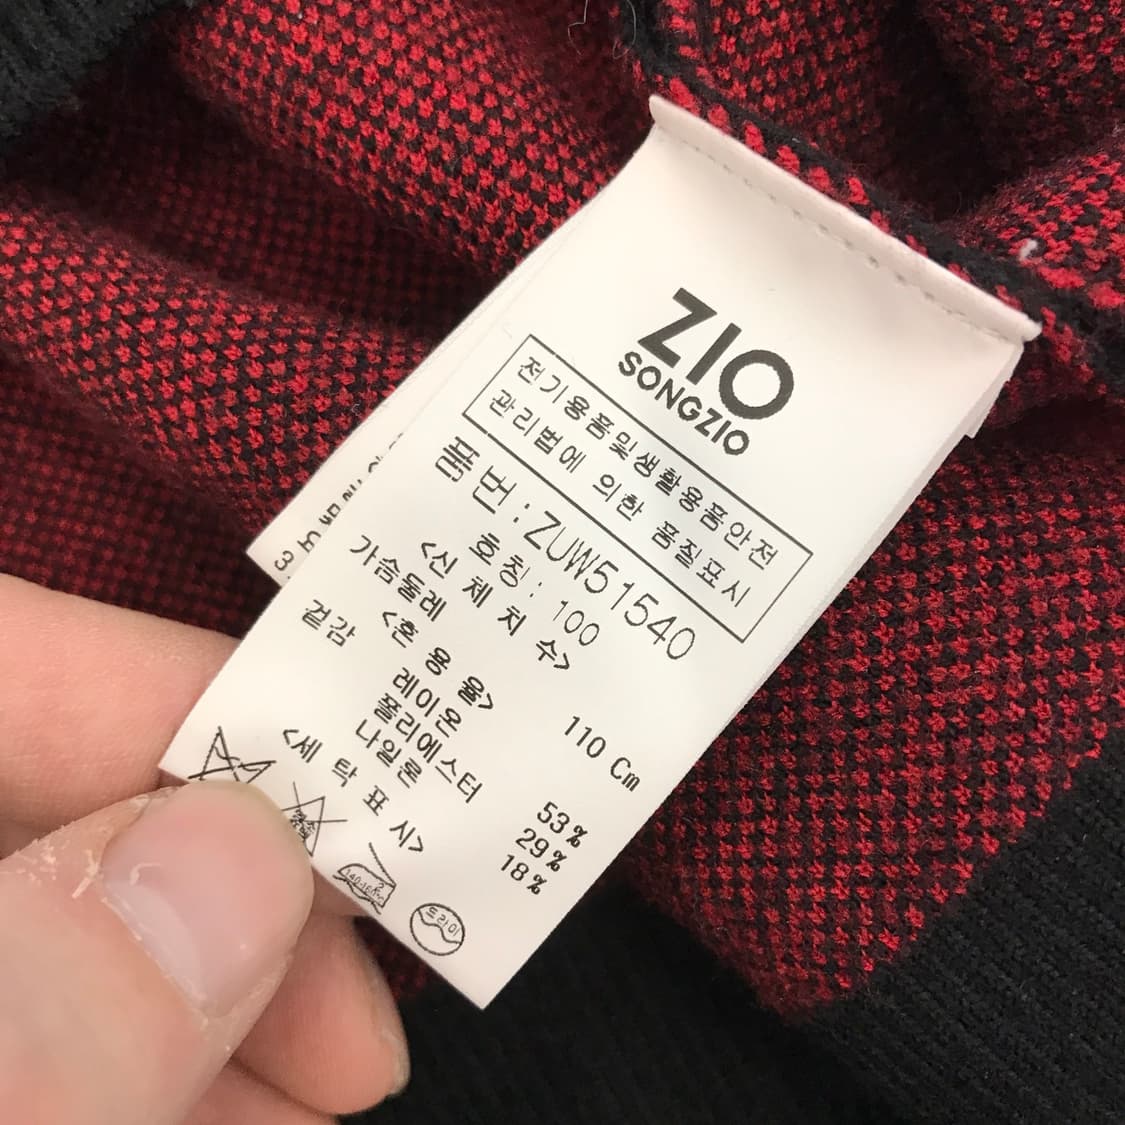 ZIO
SONGZIO
전기용품및생활용품안전
관리법에 의한 품질표시
품번:ZUW51540
호칭: 100
<신 체 치 수>
가슴둘레 110 Cm
<혼 용 율>
겉감 레이온 53%
폴리에스터 29%
나일론 18%
<세 탁 표 시>
드라이